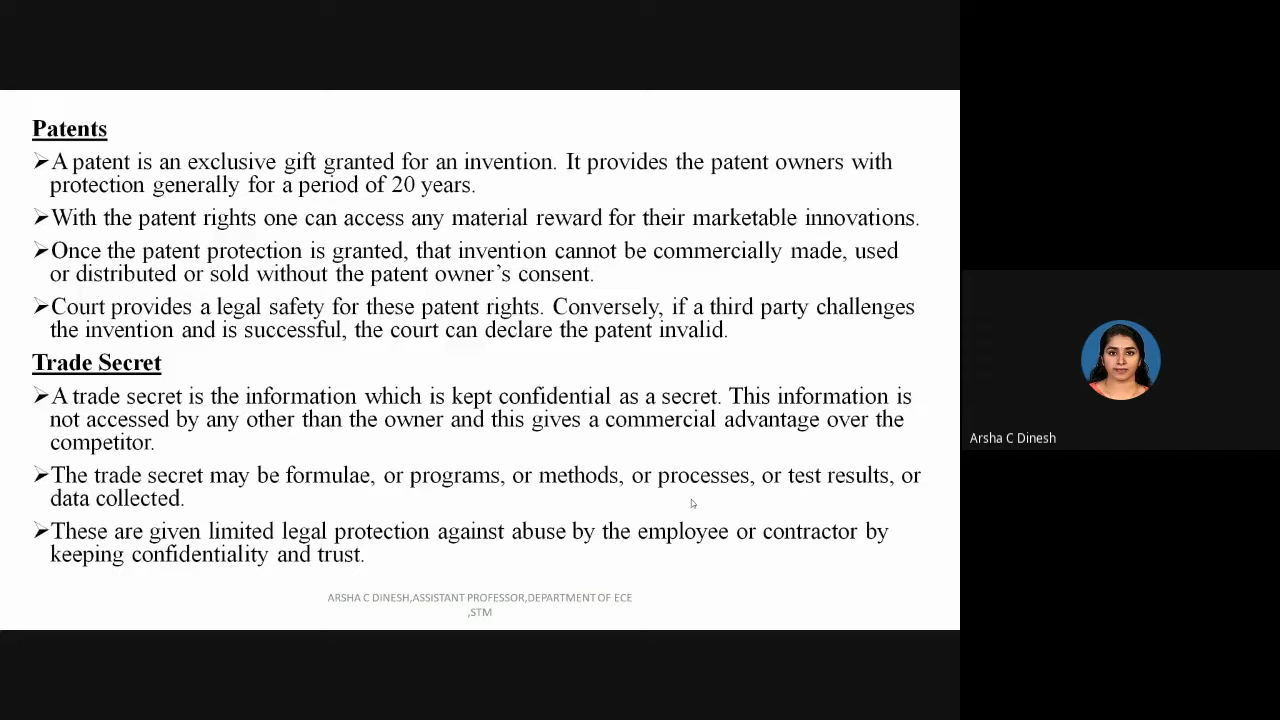 Patents
➢A patent is an exclusive gift granted for an invention. It provides the patent owners with
protection generally for a period of 20 years.
➢With the patent rights one can access any material reward for their marketable innovations.
➢Once the patent protection is granted, that invention cannot be commercially made, used
or distributed or sold without the patent owner’s consent.
➢Court provides a legal safety for these patent rights. Conversely, if a third party challenges
the invention and is successful, the court can declare the patent invalid.
Trade Secret
➢A trade secret is the information which is kept confidential as a secret. This information is
not accessed by any other than the owner and this gives a commercial advantage over the
competitor.
➢The trade secret may be formulae, or programs, or methods, or processes, or test results, or
data collected.
➢These are given limited legal protection against abuse by the employee or contractor by
keeping confidentiality and trust.
ARSHA C DINESH,ASSISTANT PROFESSOR,DEPARTMENT OF ECE
,STM
Arsha C Dinesh